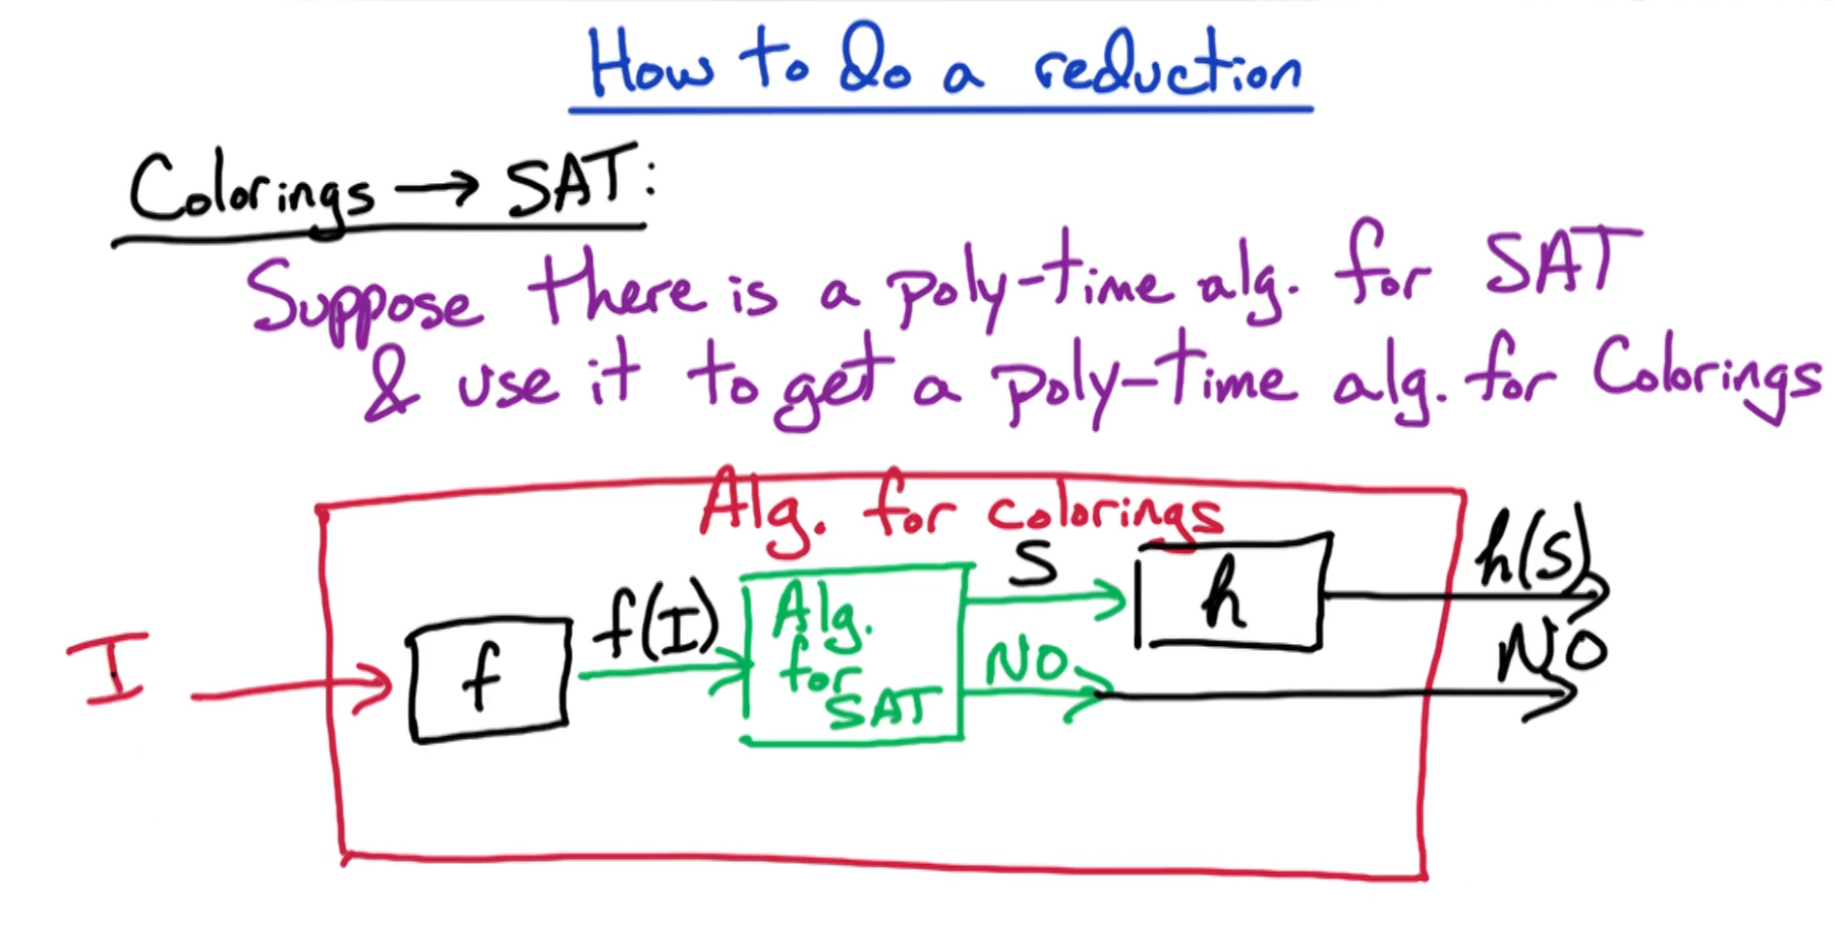 How to do a reduction
Colorings → SAT:
Suppose there is a poly-time alg. for SAT
& use it to get a poly-time alg. for Colorings
Alg. for colorings
I
f
f(I)
Alg.
for
SAT
S
NO
h
h(S)
NO